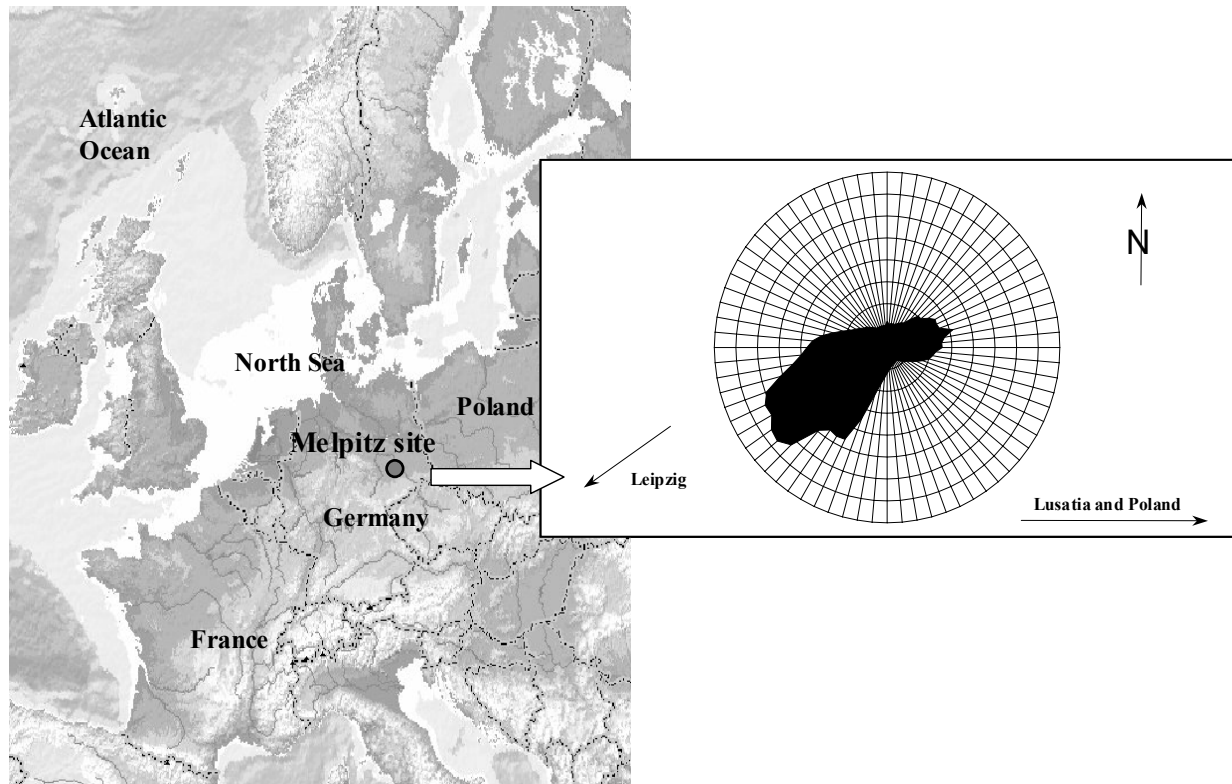 Atlantic
Ocean
North Sea
Poland
Melpitz site
Germany
France
N
Leipzig
Lusatia and Poland